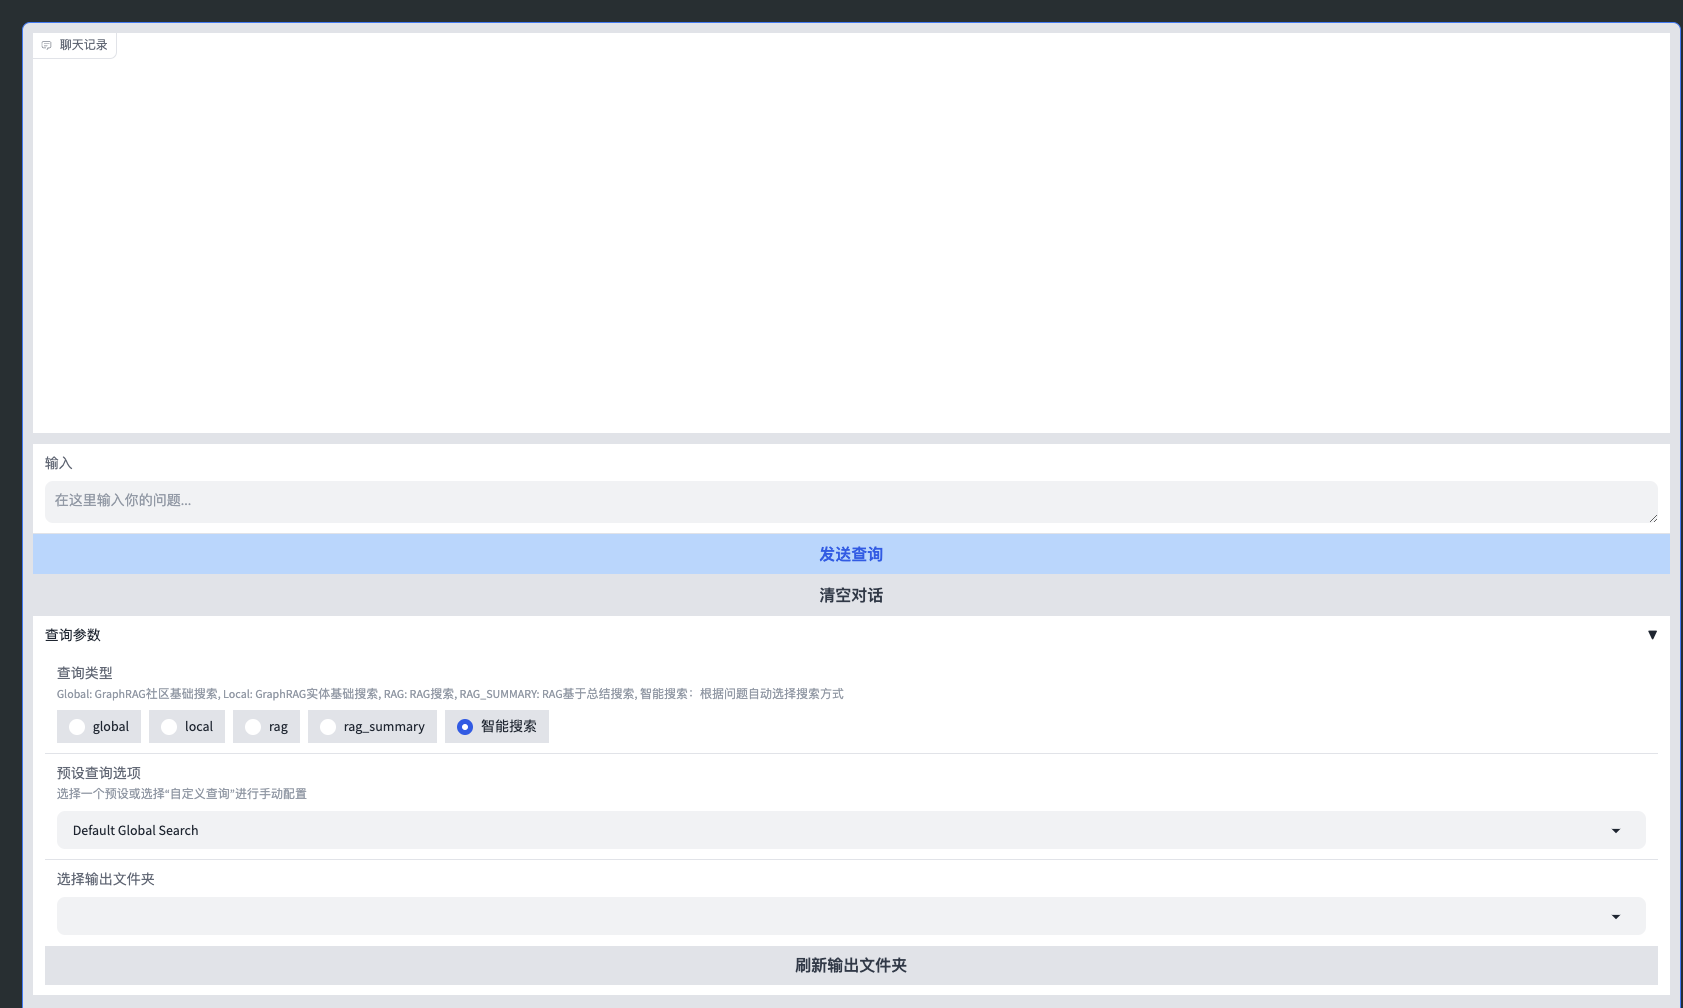 聊天记录
输入
在这里输入你的问题...
发送查询
清空对话
查询参数
▼
查询类型
Global: GraphRAG社区基础搜索, Local: GraphRAG实体基础搜索, RAG: RAG搜索, RAG_SUMMARY: RAG基于总结搜索, 智能搜索：根据问题自动选择搜索方式
global local rag rag_summary 智能搜索
预设查询选项
选择一个预设或选择“自定义查询”进行手动配置
Default Global Search
选择输出文件夹
刷新输出文件夹